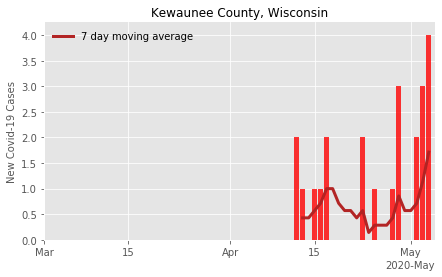 Kewaunee County, Wisconsin
7 day moving average
New Covid-19 Cases
4.0
3.5
3.0
2.5
2.0
1.5
1.0
0.5
0.0
Mar 15 Apr 15 May
2020-May